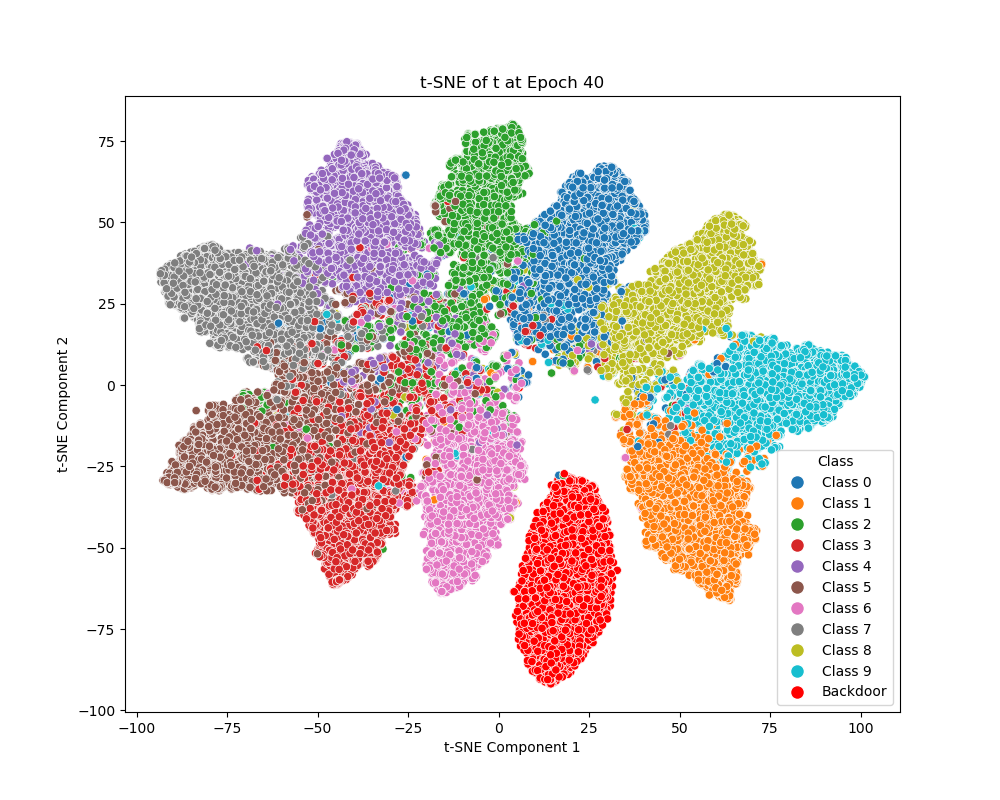 t-SNE of t at Epoch 40
t-SNE Component 2
75
50
25
0
−25
−50
−75
−100
−100 −75 −50 −25 0 25 50 75 100
t-SNE Component 1
Class
Class 0
Class 1
Class 2
Class 3
Class 4
Class 5
Class 6
Class 7
Class 8
Class 9
Backdoor